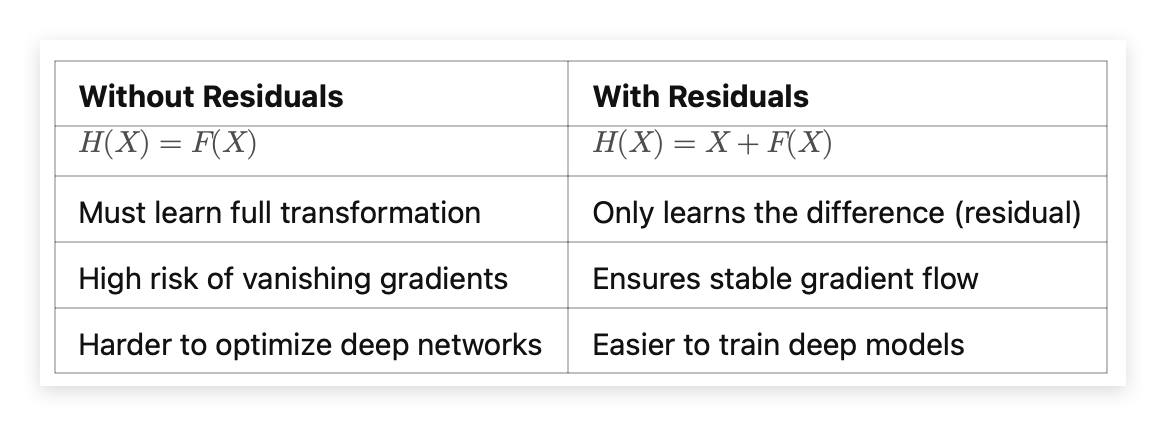 Without Residuals With Residuals
H(X) = F(X) H(X) = X + F(X)
Must learn full transformation Only learns the difference (residual)
High risk of vanishing gradients Ensures stable gradient flow
Harder to optimize deep networks Easier to train deep models